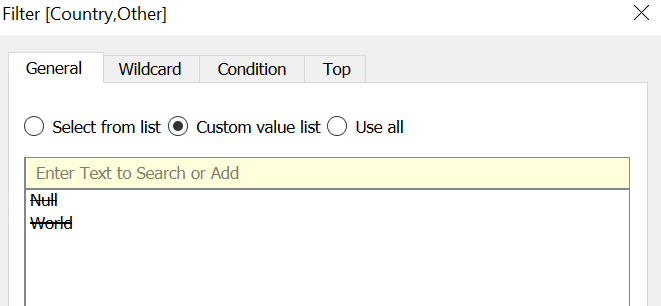 Filter [Country,Other]
General Wildcard Condition Top
Select from list Custom value list Use all
Enter Text to Search or Add
Null
World